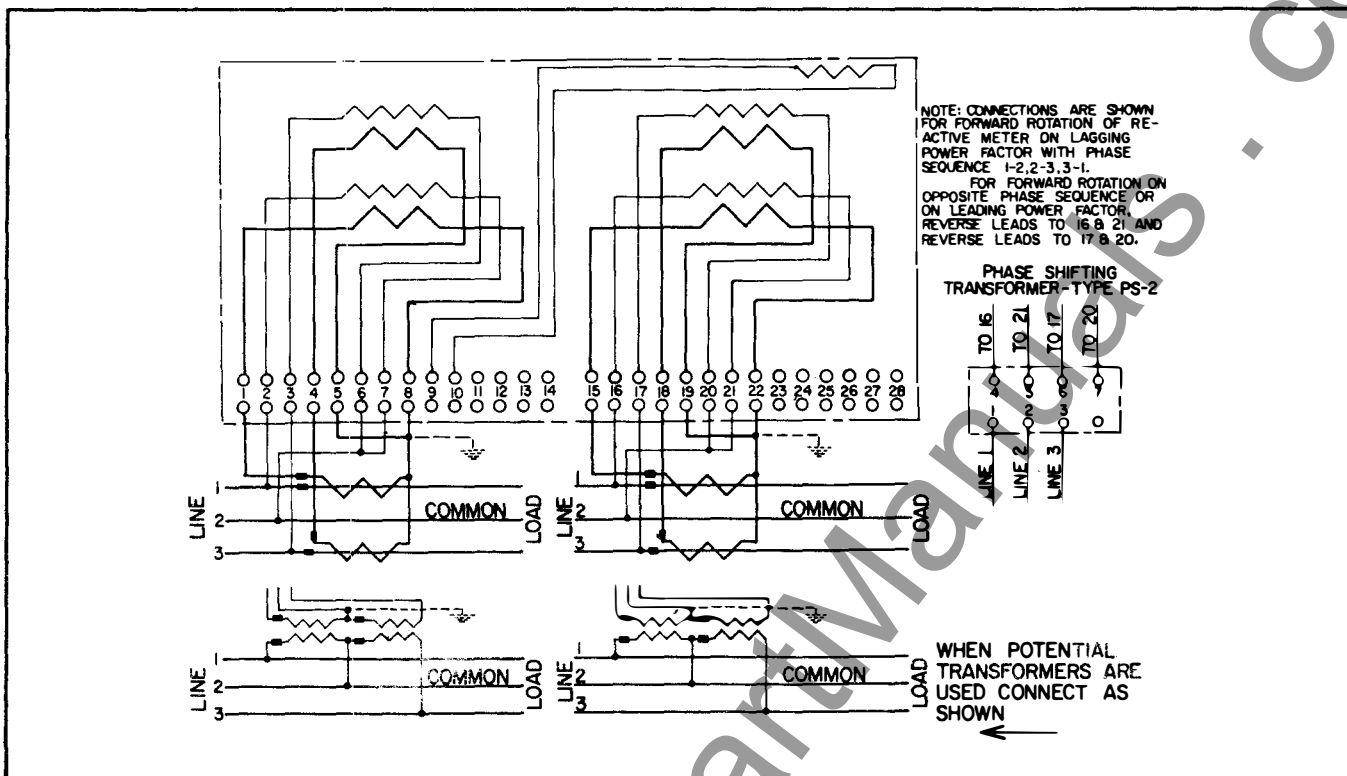 NOTE: CONNECTIONS ARE SHOWN
FOR FORWARD ROTATION OF RE-
ACTIVE METER ON LAGGING
POWER FACTOR WITH PHASE
SEQUENCE 1-2,2-3,3-1.
FOR FORWARD ROTATION ON
OPPOSITE PHASE SEQUENCE OR
ON LEADING POWER FACTOR,
REVERSE LEADS TO 16 & 21 AND
REVERSE LEADS TO 17 & 20.
PHASE SHIFTING
TRANSFORMER-TYPE PS-2
TO 16
TO 21
TO 17
TO 20
4 5 6 7
1 2 3
LINE 1
LINE 2
LINE 3
1 2 3 4 5 6 7 8 9 10 11 12 13 14
15 16 17 18 19 20 21 22 23 24 25 26 27 28
LINE
1
2
3
COMMON
LOAD
LINE
1
2
3
COMMON
LOAD
LINE
1
2
3
COMMON
LOAD
LINE
1
2
3
COMMON
LOAD
WHEN POTENTIAL
TRANSFORMERS ARE
USED CONNECT AS
SHOWN
artManuals . co